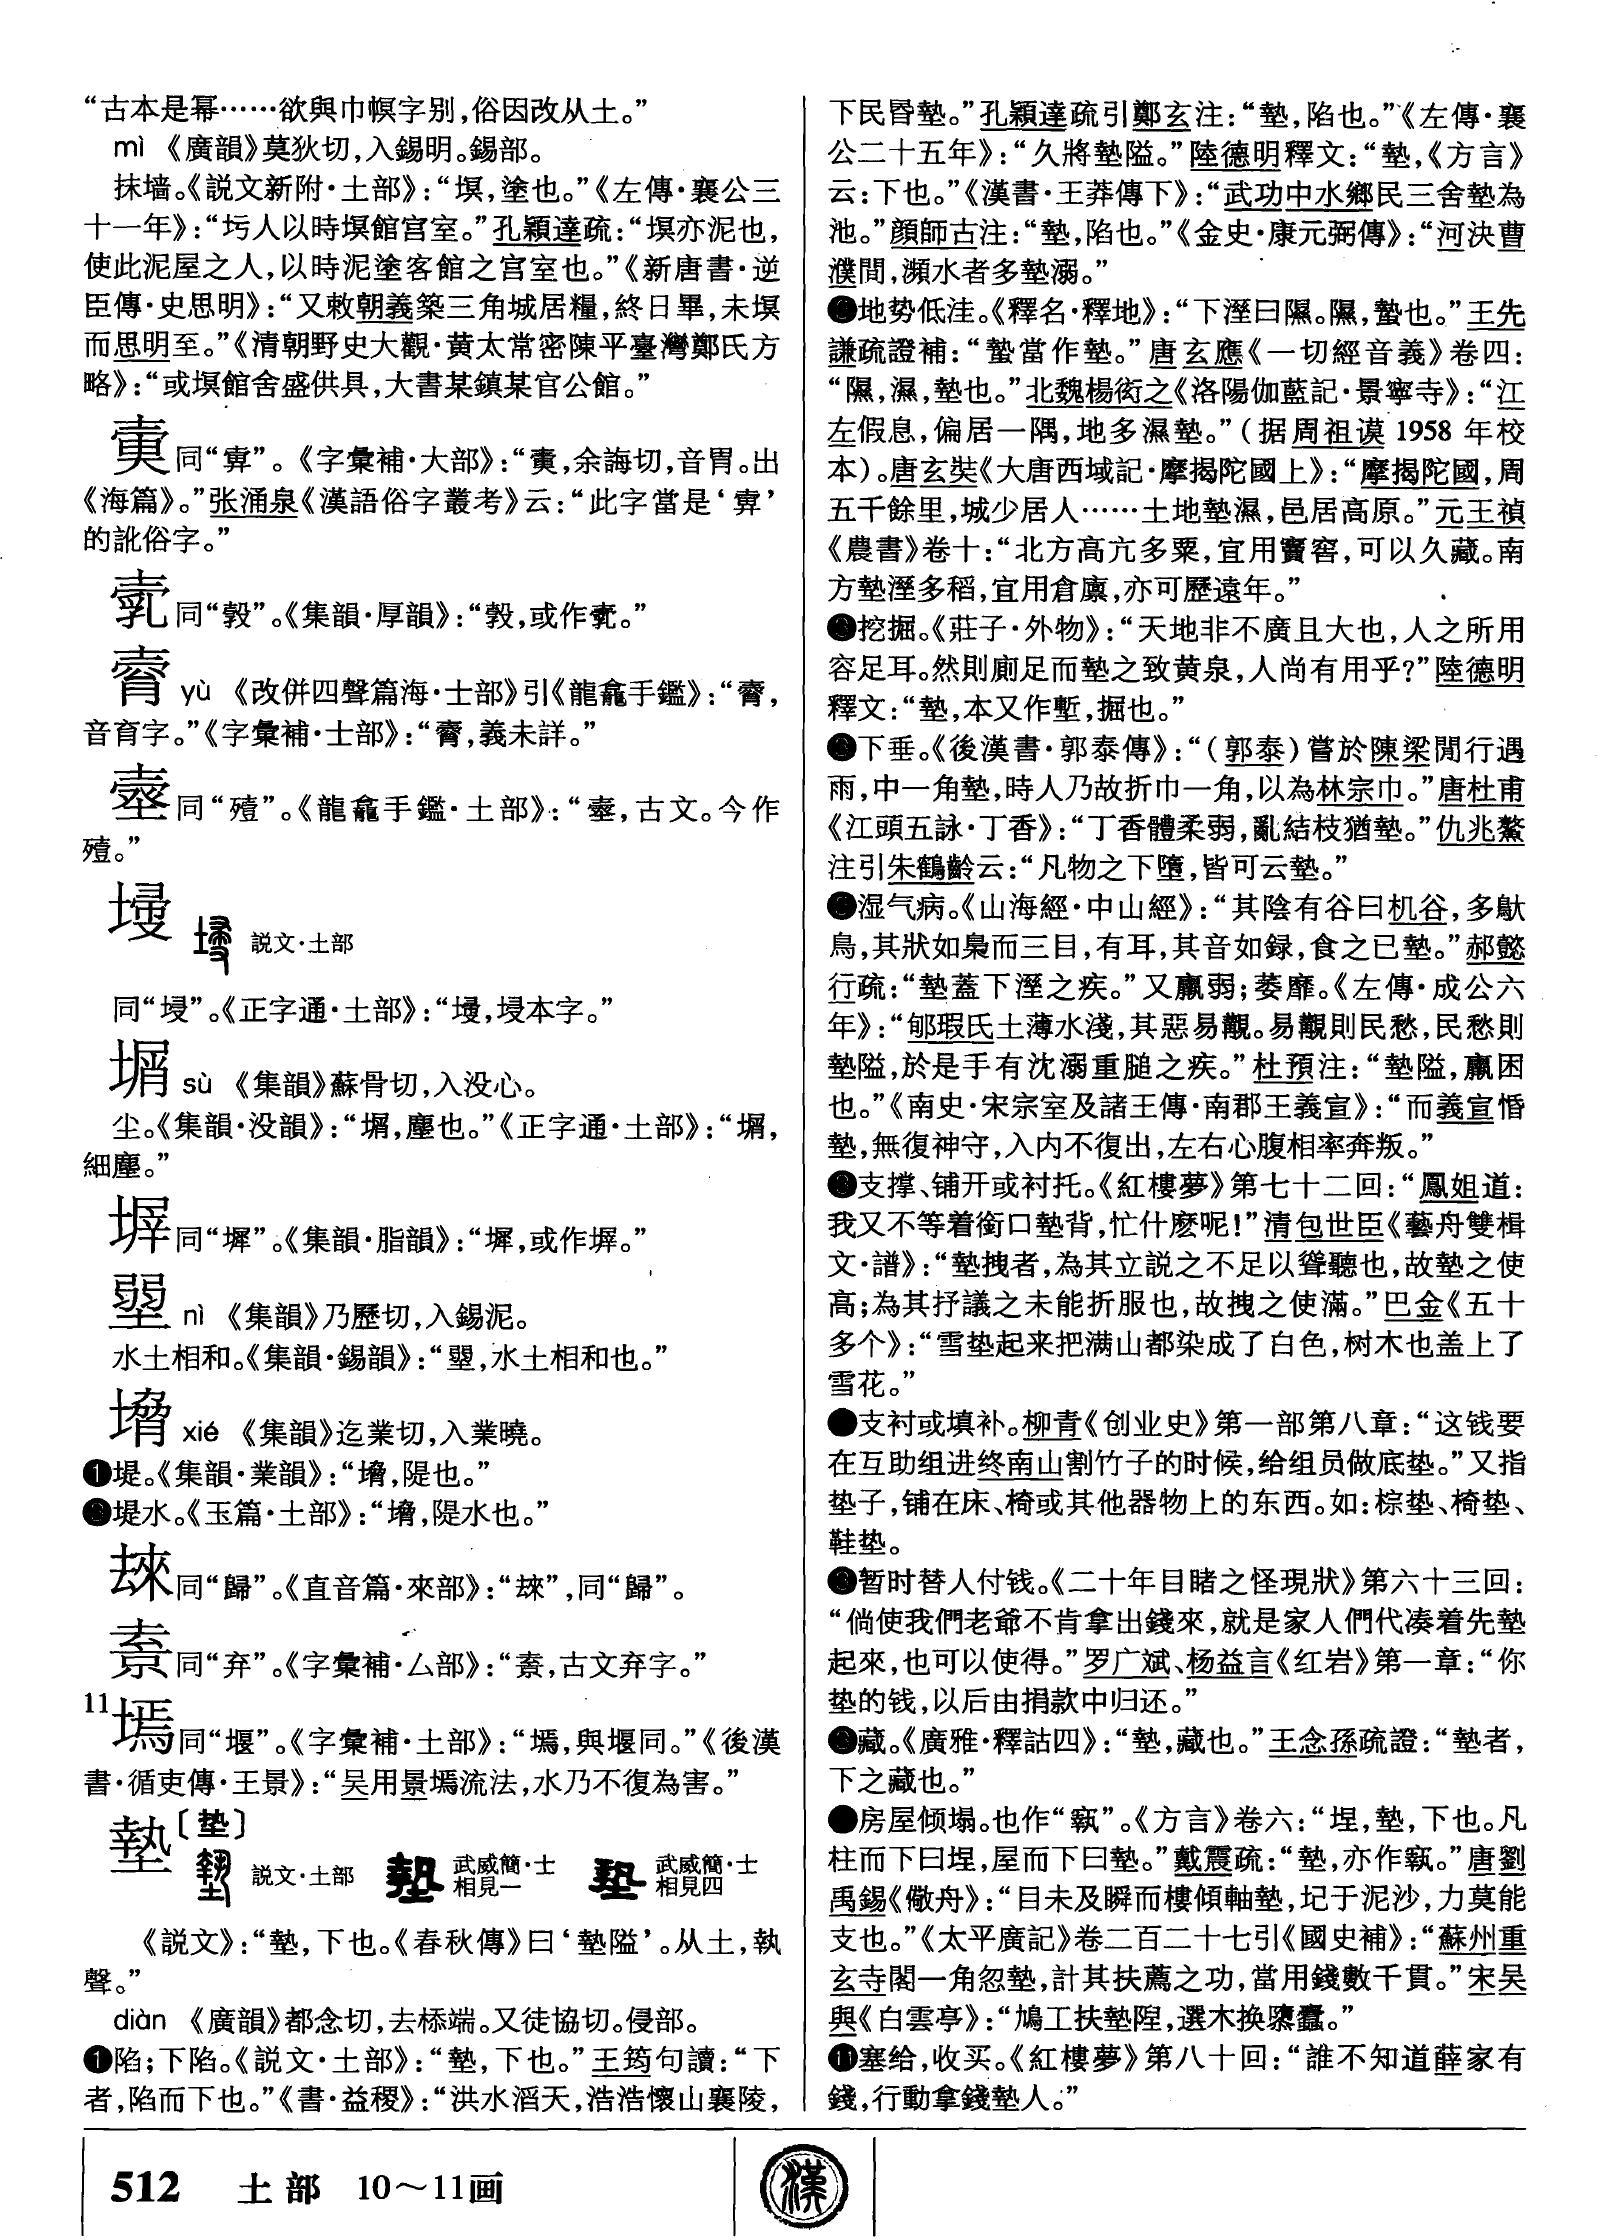 “古本是幂……欲與巾幎字别，俗因改从土。”
mì 《廣韻》莫狄切，入錫明。錫部。
抹墙。《説文新附·土部》：“塓，塗也。”《左傳·襄公三
十一年》：“圬人以時塓館宫室。”孔穎達疏：“塓亦泥也，
使此泥屋之人，以時泥塗客館之宫室也。”《新唐書·逆
臣傳·史思明》：“又敕朝義築三角城居糧，終日畢，未塓
而思明至。”《清朝野史大觀·黄太常密陳平臺灣鄭氏方
略》：“或塓館舍盛供具，大書某鎮某官公館。”
同“㚖”。《字彙補·大部》：“，余誨切，音胃。出
《海篇》。”张涌泉《漢語俗字叢考》云：“此字當是‘㚖’
的訛俗字。”
同“㝅”。《集韻·厚韻》：“㝅，或作。”
yù 《改併四聲篇海·士部》引《龍龕手鑑》：“，
音育字。”《字彙補·士部》：“，義未詳。”
同“殪”。《龍龕手鑑·土部》：“，古文。今作
殪。”
説文·土部
同“埐”。《正字通·土部》：“，埐本字。”
塮 sù 《集韻》蘇骨切，入没心。
尘。《集韻·没韻》：“，塵也。”《正字通·土部》：“，
細塵。”
同“墀”。《集韻·脂韻》：“墀，或作。”
nì 《集韻》乃歷切，入錫泥。
水土相和。《集韻·錫韻》：“，水土相和也。”
xié 《集韻》迄業切，入業曉。
❶堤。《集韻·業韻》：“，隄也。”
❷堤水。《玉篇·土部》：“，隄水也。”
同“歸”。《直音篇·來部》：“”，同“歸”。
同“弃”。《字彙補·厶部》：“，古文弃字。”
11
墕同“堰”。《字彙補·土部》：“墕，與堰同。”《後漢
書·循吏傳·王景》：“吴用景墕流法，水乃不復為害。”
墊〔垫〕
説文·土部 武威簡·士相見一 武威簡·士相見四
《説文》：“墊，下也。《春秋傳》曰‘墊隘’。从土，執
聲。”
diàn 《廣韻》都念切，去㮇端。又徒協切。侵部。
❶陷；下陷。《説文·土部》：“墊，下也。”王筠句讀：“下
者，陷而下也。”《書·益稷》：“洪水滔天，浩浩懷山襄陵，
下民昬墊。”孔穎達疏引鄭玄注：“墊，陷也。”《左傳·襄
公二十五年》：“久將墊隘。”陸德明釋文：“墊，《方言》
云：下也。”《漢書·王莽傳下》：“武功中水鄉民三舍墊為
池。”顔師古注：“墊，陷也。”《金史·康元弼傳》：“河決曹
濮間，瀕水者多墊溺。”
地势低洼。《釋名·釋地》：“下溼曰隰。隰，蟄也。”王先
謙疏證補：“蟄當作墊。”唐玄應《一切經音義》卷四：
“隰，濕，墊也。”北魏楊衒之《洛陽伽藍記·景寧寺》：“江
左假息，偏居一隅，地多濕墊。”（据周祖谟 1958 年校
本）。唐玄奘《大唐西域記·摩揭陀國上》：“摩揭陀國，周
五千餘里，城少居人……土地墊濕，邑居高原。”元王禎
《農書》卷十：“北方高亢多粟，宜用竇窖，可以久藏。南
方墊溼多稻，宜用倉廪，亦可歷遠年。”
挖掘。《莊子·外物》：“天地非不廣且大也，人之所用
容足耳。然則廁足而墊之致黄泉，人尚有用乎？”陸德明
釋文：“墊，本又作塹，掘也。”
下垂。《後漢書·郭泰傳》：“（郭泰）嘗於陳梁閒行遇
雨，巾一角墊，時人乃故折巾一角，以為林宗巾。”唐杜甫
《江頭五詠·丁香》：“丁香體柔弱，亂結枝猶墊。”仇兆鰲
注引朱鶴齡云：“凡物之下墮，皆可云墊。”
湿气病。《山海經·中山經》：“其陰有谷曰机谷，多䲦
鳥，其狀如梟而三目，有耳，其音如録，食之已墊。”郝懿
行疏：“墊蓋下溼之疾。”又羸弱；萎靡。《左傳·成公六
年》：“郇瑕氏土薄水淺，其惡易覯。易覯則民愁，民愁則
墊隘，於是乎有沈溺重膇之疾。”杜預注：“墊隘，羸困
也。”《南史·宋宗室及諸王傳·南郡王義宣》：“而義宣惛
墊，無復神守，入内不復出，左右心腹相率奔叛。”
支撑、铺开或衬托。《紅樓夢》第七十二回：“鳳姐道：
我又不等着銜口墊背，忙什麽呢！”清包世臣《藝舟雙楫
文·譜》：“墊拽者，為其立説之不足以聳聽也，故墊之使
高；為其抒議之未能折服也，故拽之使滿。”巴金《五十
多个》：“雪垫起来把满山都染成了白色，树木也盖上了
雪花。”
支衬或填补。柳青《创业史》第一部第八章：“这钱要
在互助组进终南山割竹子的时候，给组员做底垫。”又指
垫子，铺在床、椅或其他器物上的东西。如：棕垫、椅垫、
鞋垫。
暂时替人付钱。《二十年目睹之怪現狀》第六十三回：
“倘使我們老爺不肯拿出錢來，就是家人們代凑着先墊
起來，也可以使得。”罗广斌、杨益言《红岩》第一章：“你
垫的钱，以后由捐款中归还。”
藏。《廣雅·釋詁四》：“墊，藏也。”王念孫疏證：“墊者，
下之藏也。”
房屋倾塌。也作“㙷”。《方言》卷六：“埕，墊，下也。凡
柱而下曰埕，屋而下曰墊。”戴震疏：“墊，亦作。”唐劉
禹錫《儆舟》：“目未及瞬而樓傾軸墊，圮于泥沙，力莫能
支也。”《太平廣記》卷二百二十七引《國史補》：“蘇州重
玄寺閣一角忽墊，計其扶薦之功，當用錢數千貫。”宋吴
與《白雲亭》：“鳩工扶墊陧，選木换隳蠹。”
⓫塞给，收买。《紅樓夢》第八十回：“誰不知道薛家有
錢，行動拿錢墊人。”
512 土部 10～11画
漢